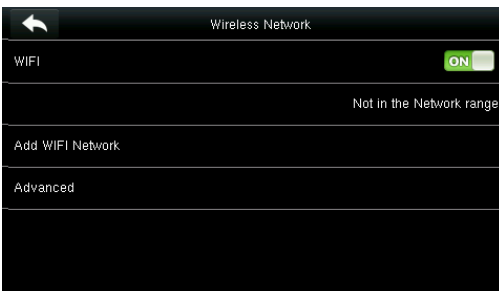 Wireless Network
WIFI
ON
Not in the Network range
Add WIFI Network
Advanced